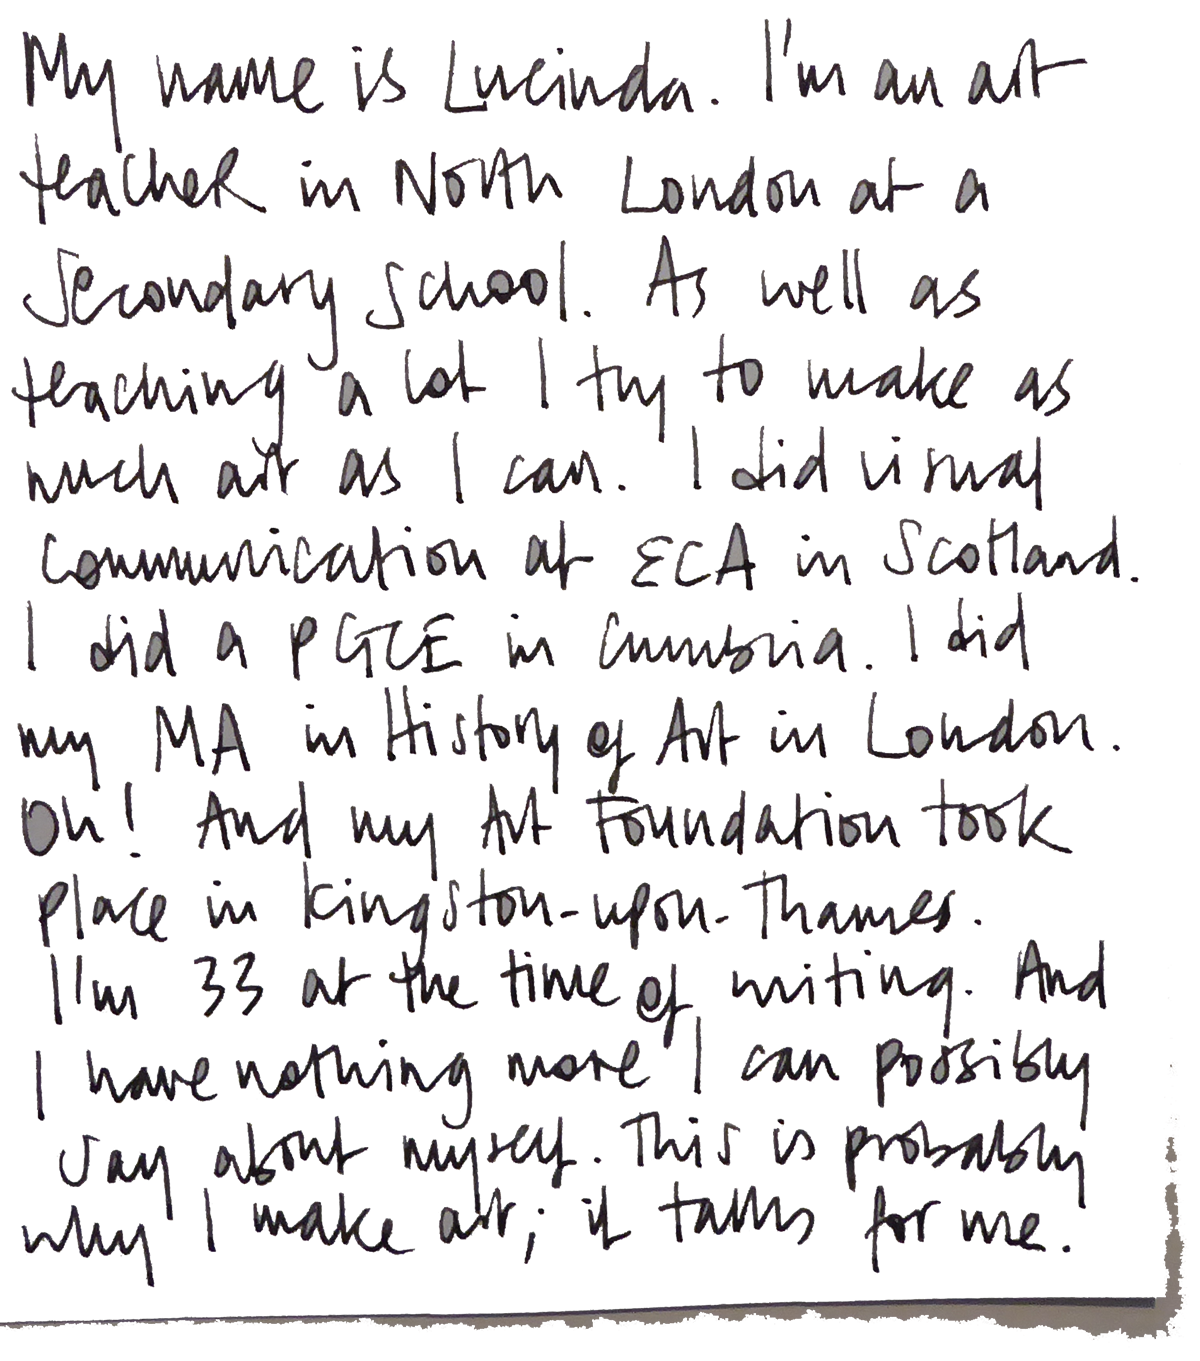 My name is Lucinda. I'm an art
teacher in North London at a
Secondary School. As well as
teaching a lot I try to make as
much art as I can. I did visual
communication at ECA in Scotland.
I did a PGCE in Cumbria. I did
my MA in History of Art in London.
Oh! And my Art Foundation took
place in Kingston-upon-Thames.
I'm 33 at the time of writing. And
I have nothing more I can possibly
say about myself. This is probably
why I make art; it talks for me.